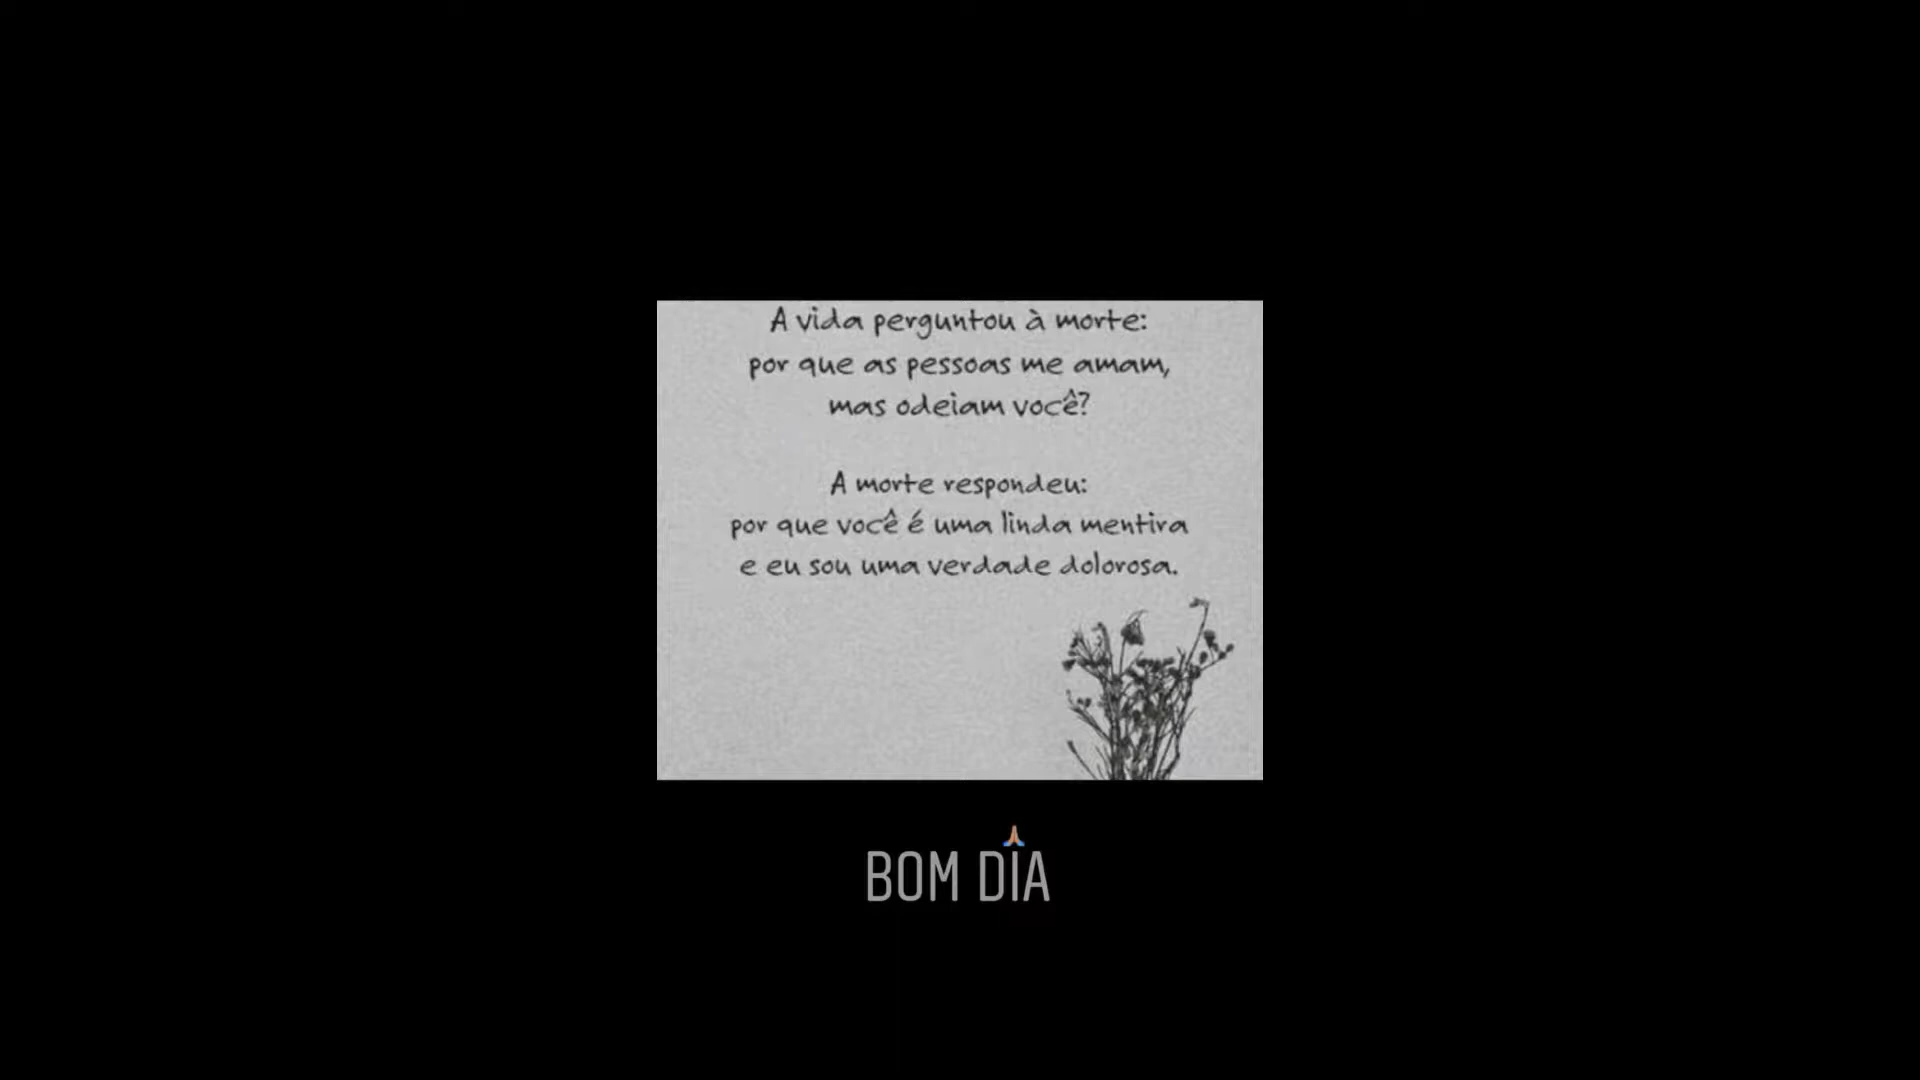 A vida perguntou à morte:
por que as pessoas me amam,
mas odeiam você?
A morte respondeu:
por que você é uma linda mentira
e eu sou uma verdade dolorosa.
BOM DIA